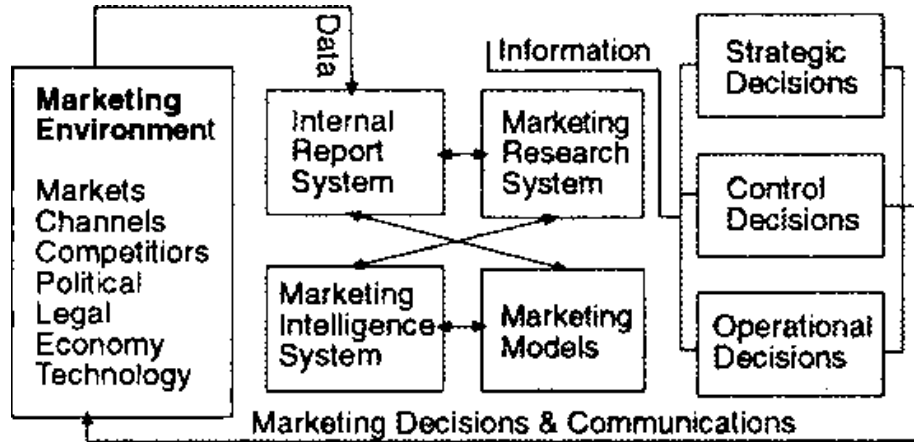 Data
Information
Marketing
Environment
Markets
Channels
Competitiors
Political
Legal
Economy
Technology
Internal
Report
System
Marketing
Research
System
Marketing
Intelligence
System
Marketing
Models
Strategic
Decisions
Control
Decisions
Operational
Decisions
Marketing Decisions & Communications